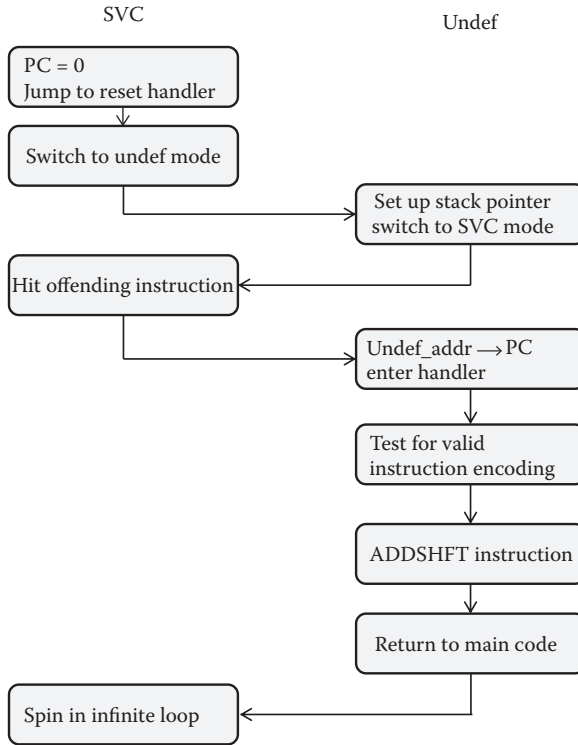 SVC
Undef
PC = 0
Jump to reset handler
Switch to undef mode
Set up stack pointer
switch to SVC mode
Hit offending instruction
Undef_addr → PC
enter handler
Test for valid
instruction encoding
ADDSHFT instruction
Return to main code
Spin in infinite loop